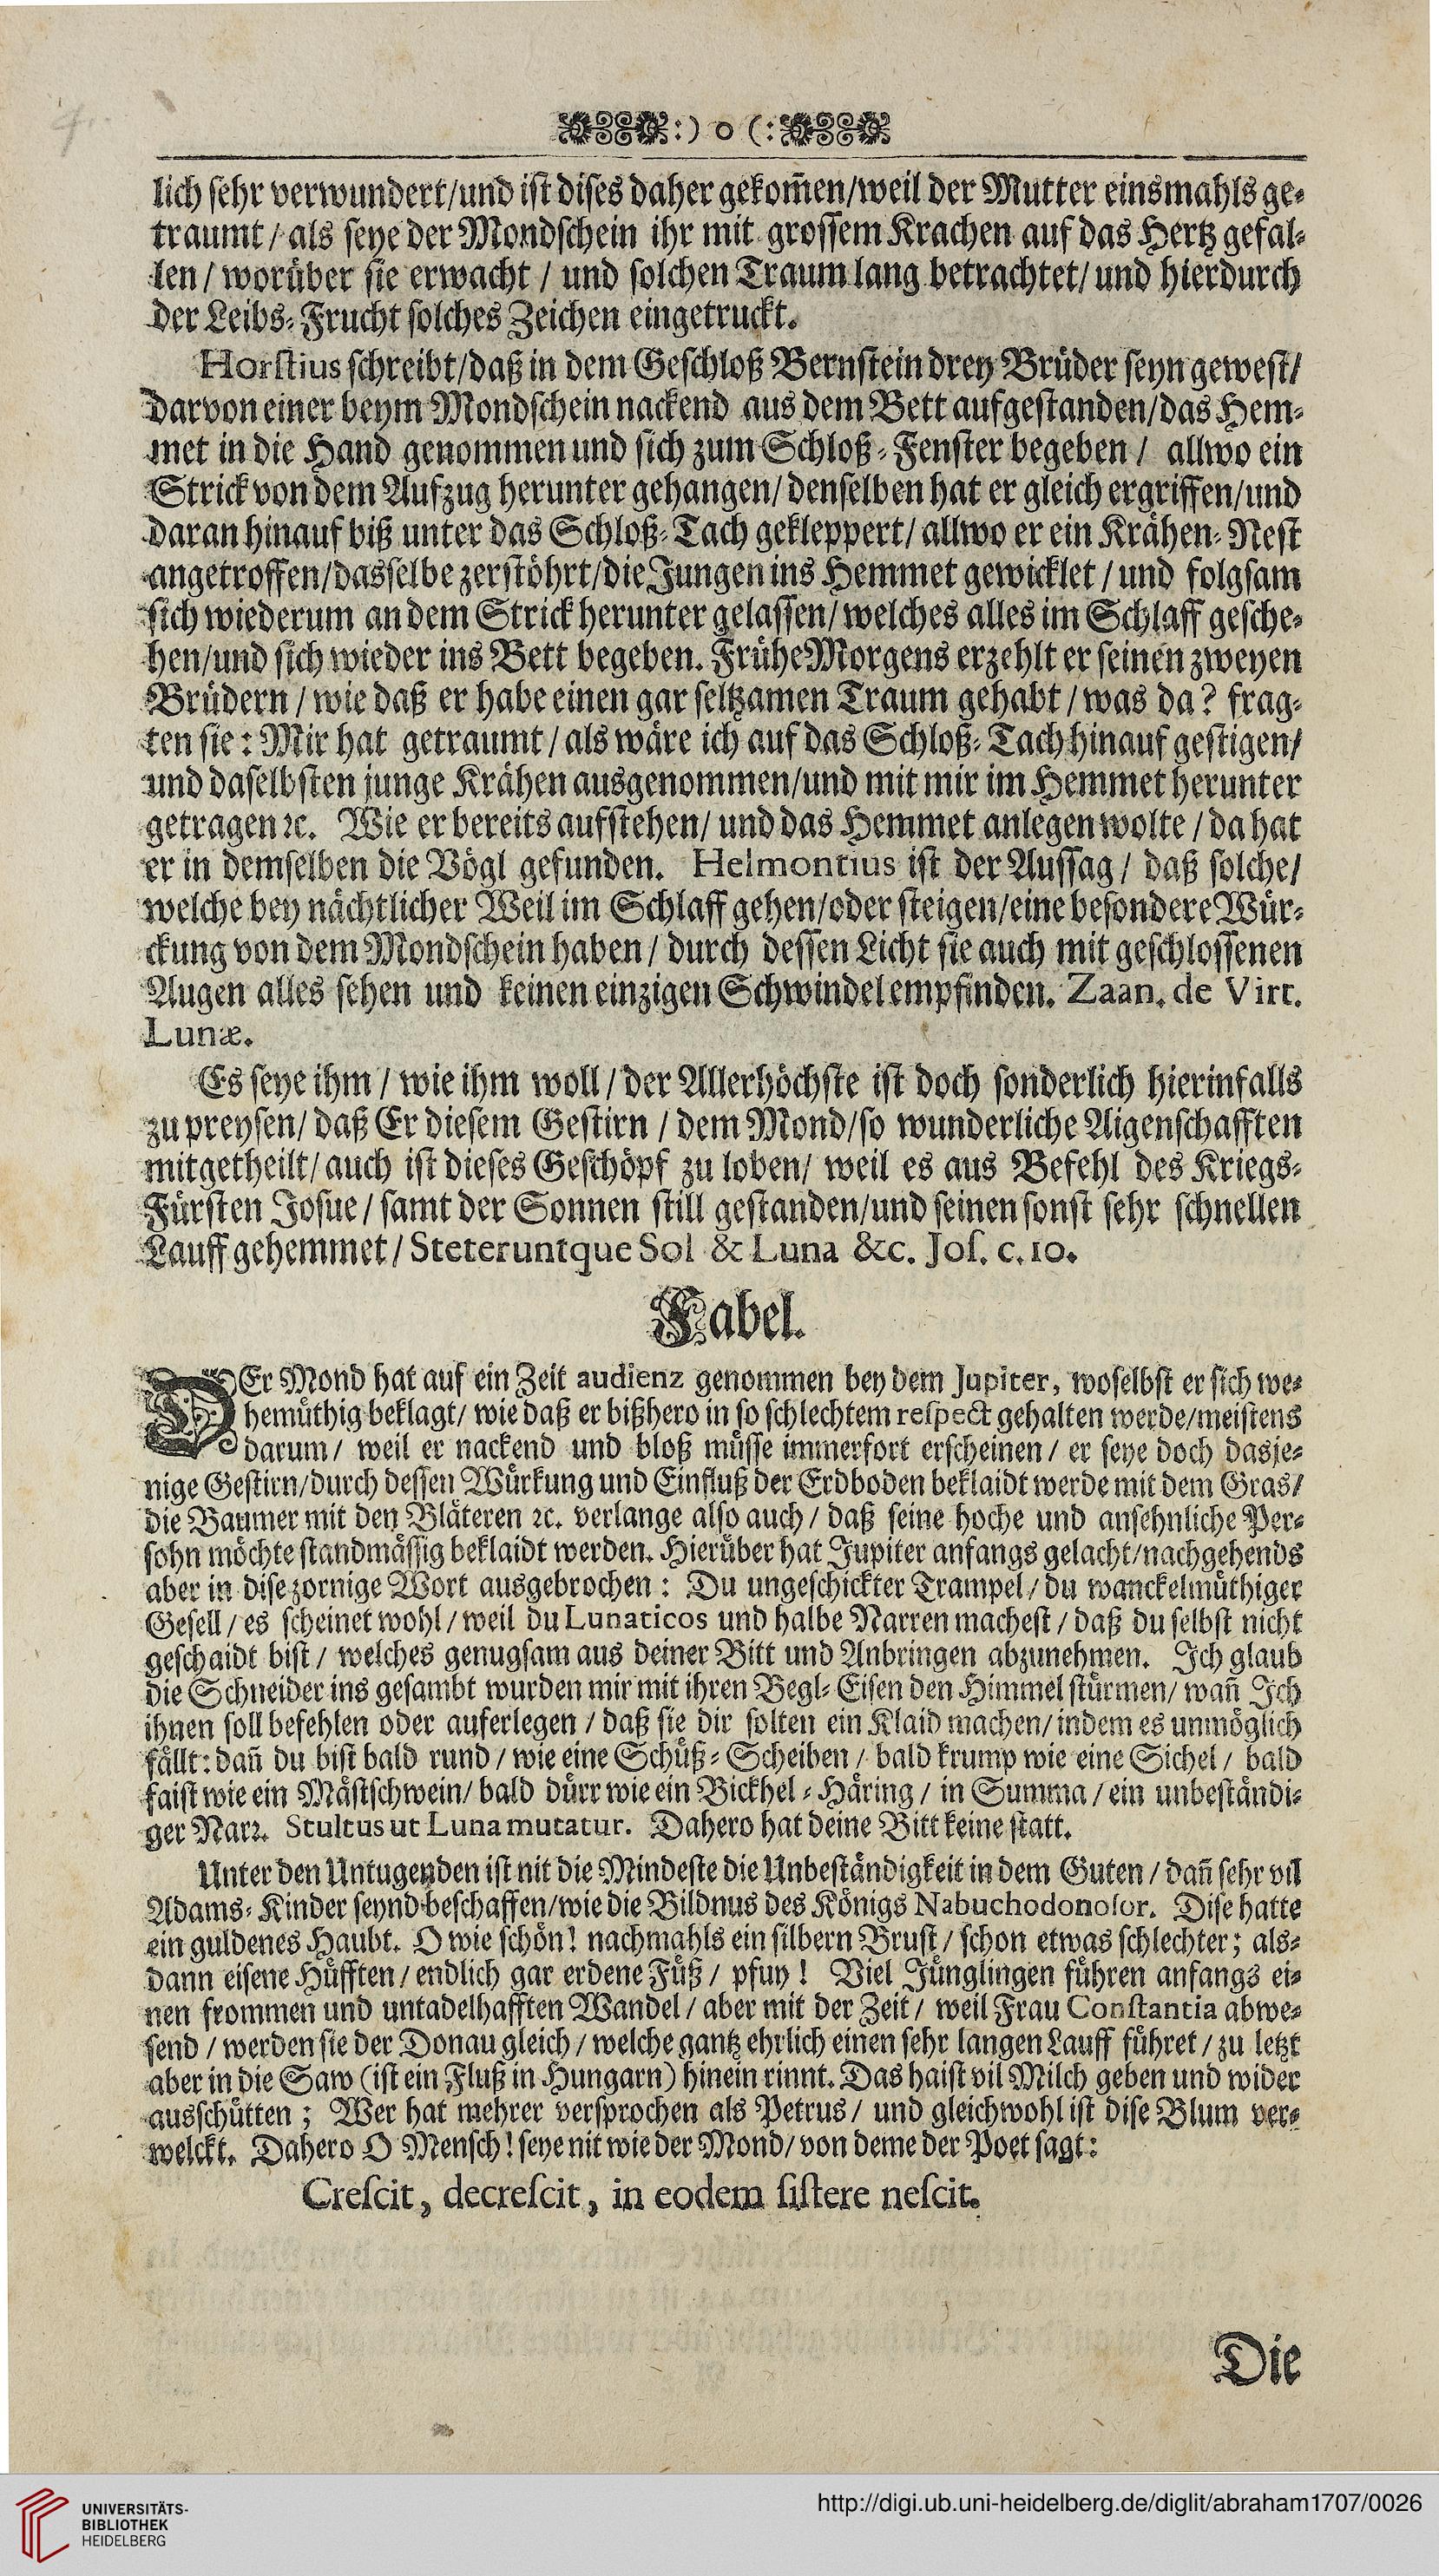 :) o (:
lich sehr verwundert/und ist dises daher gekom̃en/weil der Mutter einsmahls ge-
traumt / als seye der Mondschein ihr mit grossem Krachen auf das Hertz gefal-
len / worüber sie erwacht / und solchen Traum lang betrachtet/ und hierdurch
der Leibs-Frucht solches Zeichen eingetruckt.
Horstius schreibt/daß in dem Geschloß Bernstein drey Brüder seyn gewest/
darvon einer beym Mondschein nackend aus dem Bett aufgestanden/das Hem-
met in die Hand genommen und sich zum Schloß-Fenster begeben / allwo ein
Strick von dem Aufzug herunter gehangen/ denselben hat er gleich ergriffen/und
daran hinauf biß unter das Schloß-Tach gekleppert/ allwo er ein Krähen-Nest
angetroffen/dasselbe zerstöhrt/die Jungen ins Hemmet gewicklet / und folgsam
sich wiederum an dem Strick herunter gelassen/ welches alles im Schlaff gesche-
hen/und sich wieder ins Bett begeben. Frühe Morgens erzehlt er seinen zweyen
Brüdern / wie daß er habe einen gar seltzamen Traum gehabt / was da? frag-
ten sie: Mir hat getraumt / als wäre ich auf das Schloß-Tach hinauf gestigen/
und daselbsten junge Krähen ausgenommen/und mit mir im Hemmet herunter
getragen ꝛc. Wie er bereits aufstehen/ und das Hemmet anlegen wolte / da hat
er in demselben die Vögl gefunden. Helmontius ist der Aussag / daß solche/
welche bey nächtlicher Weil im Schlaff gehen/oder steigen/eine besondere Wür-
ckung von dem Mondschein haben / durch dessen Licht sie auch mit geschlossenen
Augen alles sehen und keinen einzigen Schwindel empfinden. Zaan. de Virt.
Lunæ.
Es seye ihm / wie ihm woll / der Allerhöchste ist doch sonderlich hierinfalls
zu preysen/ daß Er diesem Gestirn / dem Mond/so wunderliche Aigenschafften
mitgetheilt/ auch ist dieses Geschöpf zu loben/ weil es aus Befehl des Kriegs-
Fürsten Josue / samt der Sonnen still gestanden/und seinen sonst sehr schnellen
Lauff gehemmet / Steteruntque Sol & Luna &c. Jos. c. 10.
Fabel.
DEr Mond hat auf ein Zeit audienz genommen bey dem Jupiter, woselbst er sich we-
hemüthig beklagt/ wie daß er bißhero in so schlechtem respect gehalten werde/meistens
darum/ weil er nackend und bloß müsse immerfort erscheinen / er seye doch dasje-
nige Gestirn/durch dessen Würkung und Einfluß der Erdboden beklaidt werde mit dem Gras/
die Baumer mit den Bläteren ꝛc. verlange also auch / daß seine hoche und ansehnliche Per-
sohn möchte standmässig beklaidt werden. Hierüber hat Jupiter anfangs gelacht/nachgehends
aber in dise zornige Wort ausgebrochen: Du ungeschickter Trampel / du wanckelmüthiger
Gesell / es scheinet wohl / weil du Lunaticos und halbe Narren machest / daß du selbst nicht
geschaidt bist / welches genugsam aus deiner Bitt und Anbringen abzunehmen. Ich glaub
die Schneider ins gesambt wurden mir mit ihren Begl-Eisen den Himmel stürmen/ wañ Ich
ihnen soll befehlen oder auferlegen / daß sie dir solten ein Klaid machen/ indem es unmöglich
fällt: dañ du bist bald rund / wie eine Schüß-Scheiben / bald krump wie eine Sichel / bald
faist wie ein Mästschwein/ bald dürr wie ein Bickhel-Häring / in Summa / ein unbeständi-
ger Narꝛ. Stultus ut Luna mutatur. Dahero hat deine Bitt keine statt.
Unter den Untugenden ist nit die Mindeste die Unbeständigkeit in dem Guten / dañ sehr vil
Adams-Kinder seynd beschaffen/wie die Bildnus des Königs Nabuchodonosor. Dise hatte
ein guldenes Haubt. O wie schön! nachmahls ein silbern Brust / schon etwas schlechter; als-
dann eisene Hüfften / endlich gar erdene Füß / pfuy! Viel Jünglingen führen anfangs ei-
nen frommen und untadelhafften Wandel / aber mit der Zeit / weil Frau Constantia abwe-
send / werden sie der Donau gleich / welche gantz ehrlich einen sehr langen Lauff führet / zu letzt
aber in die Saw (ist ein Fluß in Hungarn) hinein rinnt. Das haist vil Milch geben und wider
ausschütten; Wer hat mehrer versprochen als Petrus / und gleichwohl ist dise Blum ver-
welckt. Dahero O Mensch! seye nit wie der Mond/ von deme der Poet sagt:
Crescit, decrescit, in eodem sistere nescit.
Die
UNIVERSITÄTS-
BIBLIOTHEK
HEIDELBERG
http://digi.ub.uni-heidelberg.de/diglit/abraham1707/0026